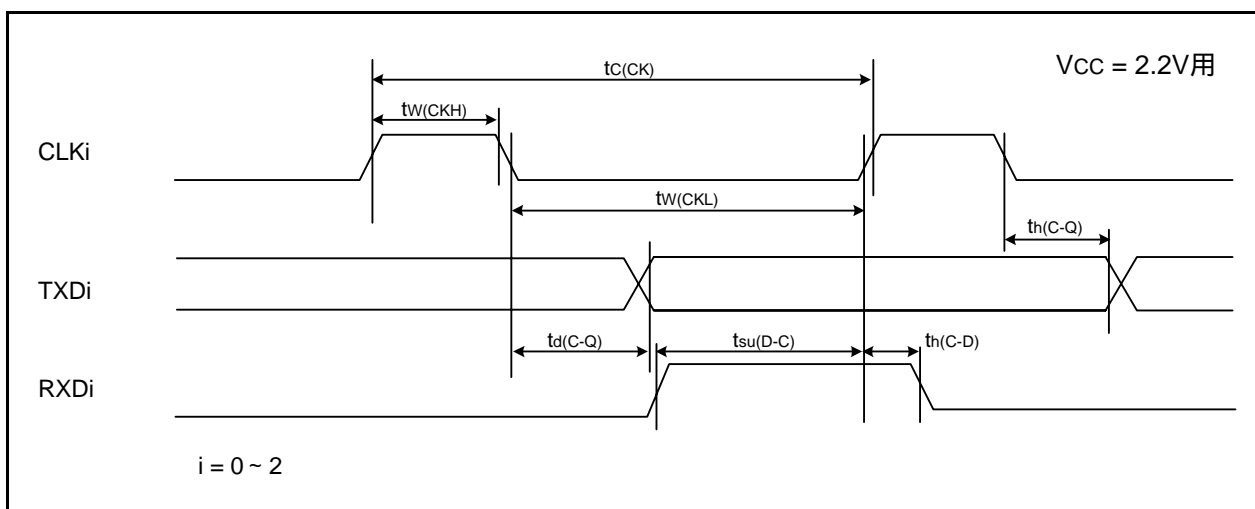 VCC = 2.2V用
tC(CK)
tW(CKH)
CLKi
tW(CKL)
th(C-Q)
TXDi
td(C-Q)
tsu(D-C)
th(C-D)
RXDi
i = 0 ~ 2